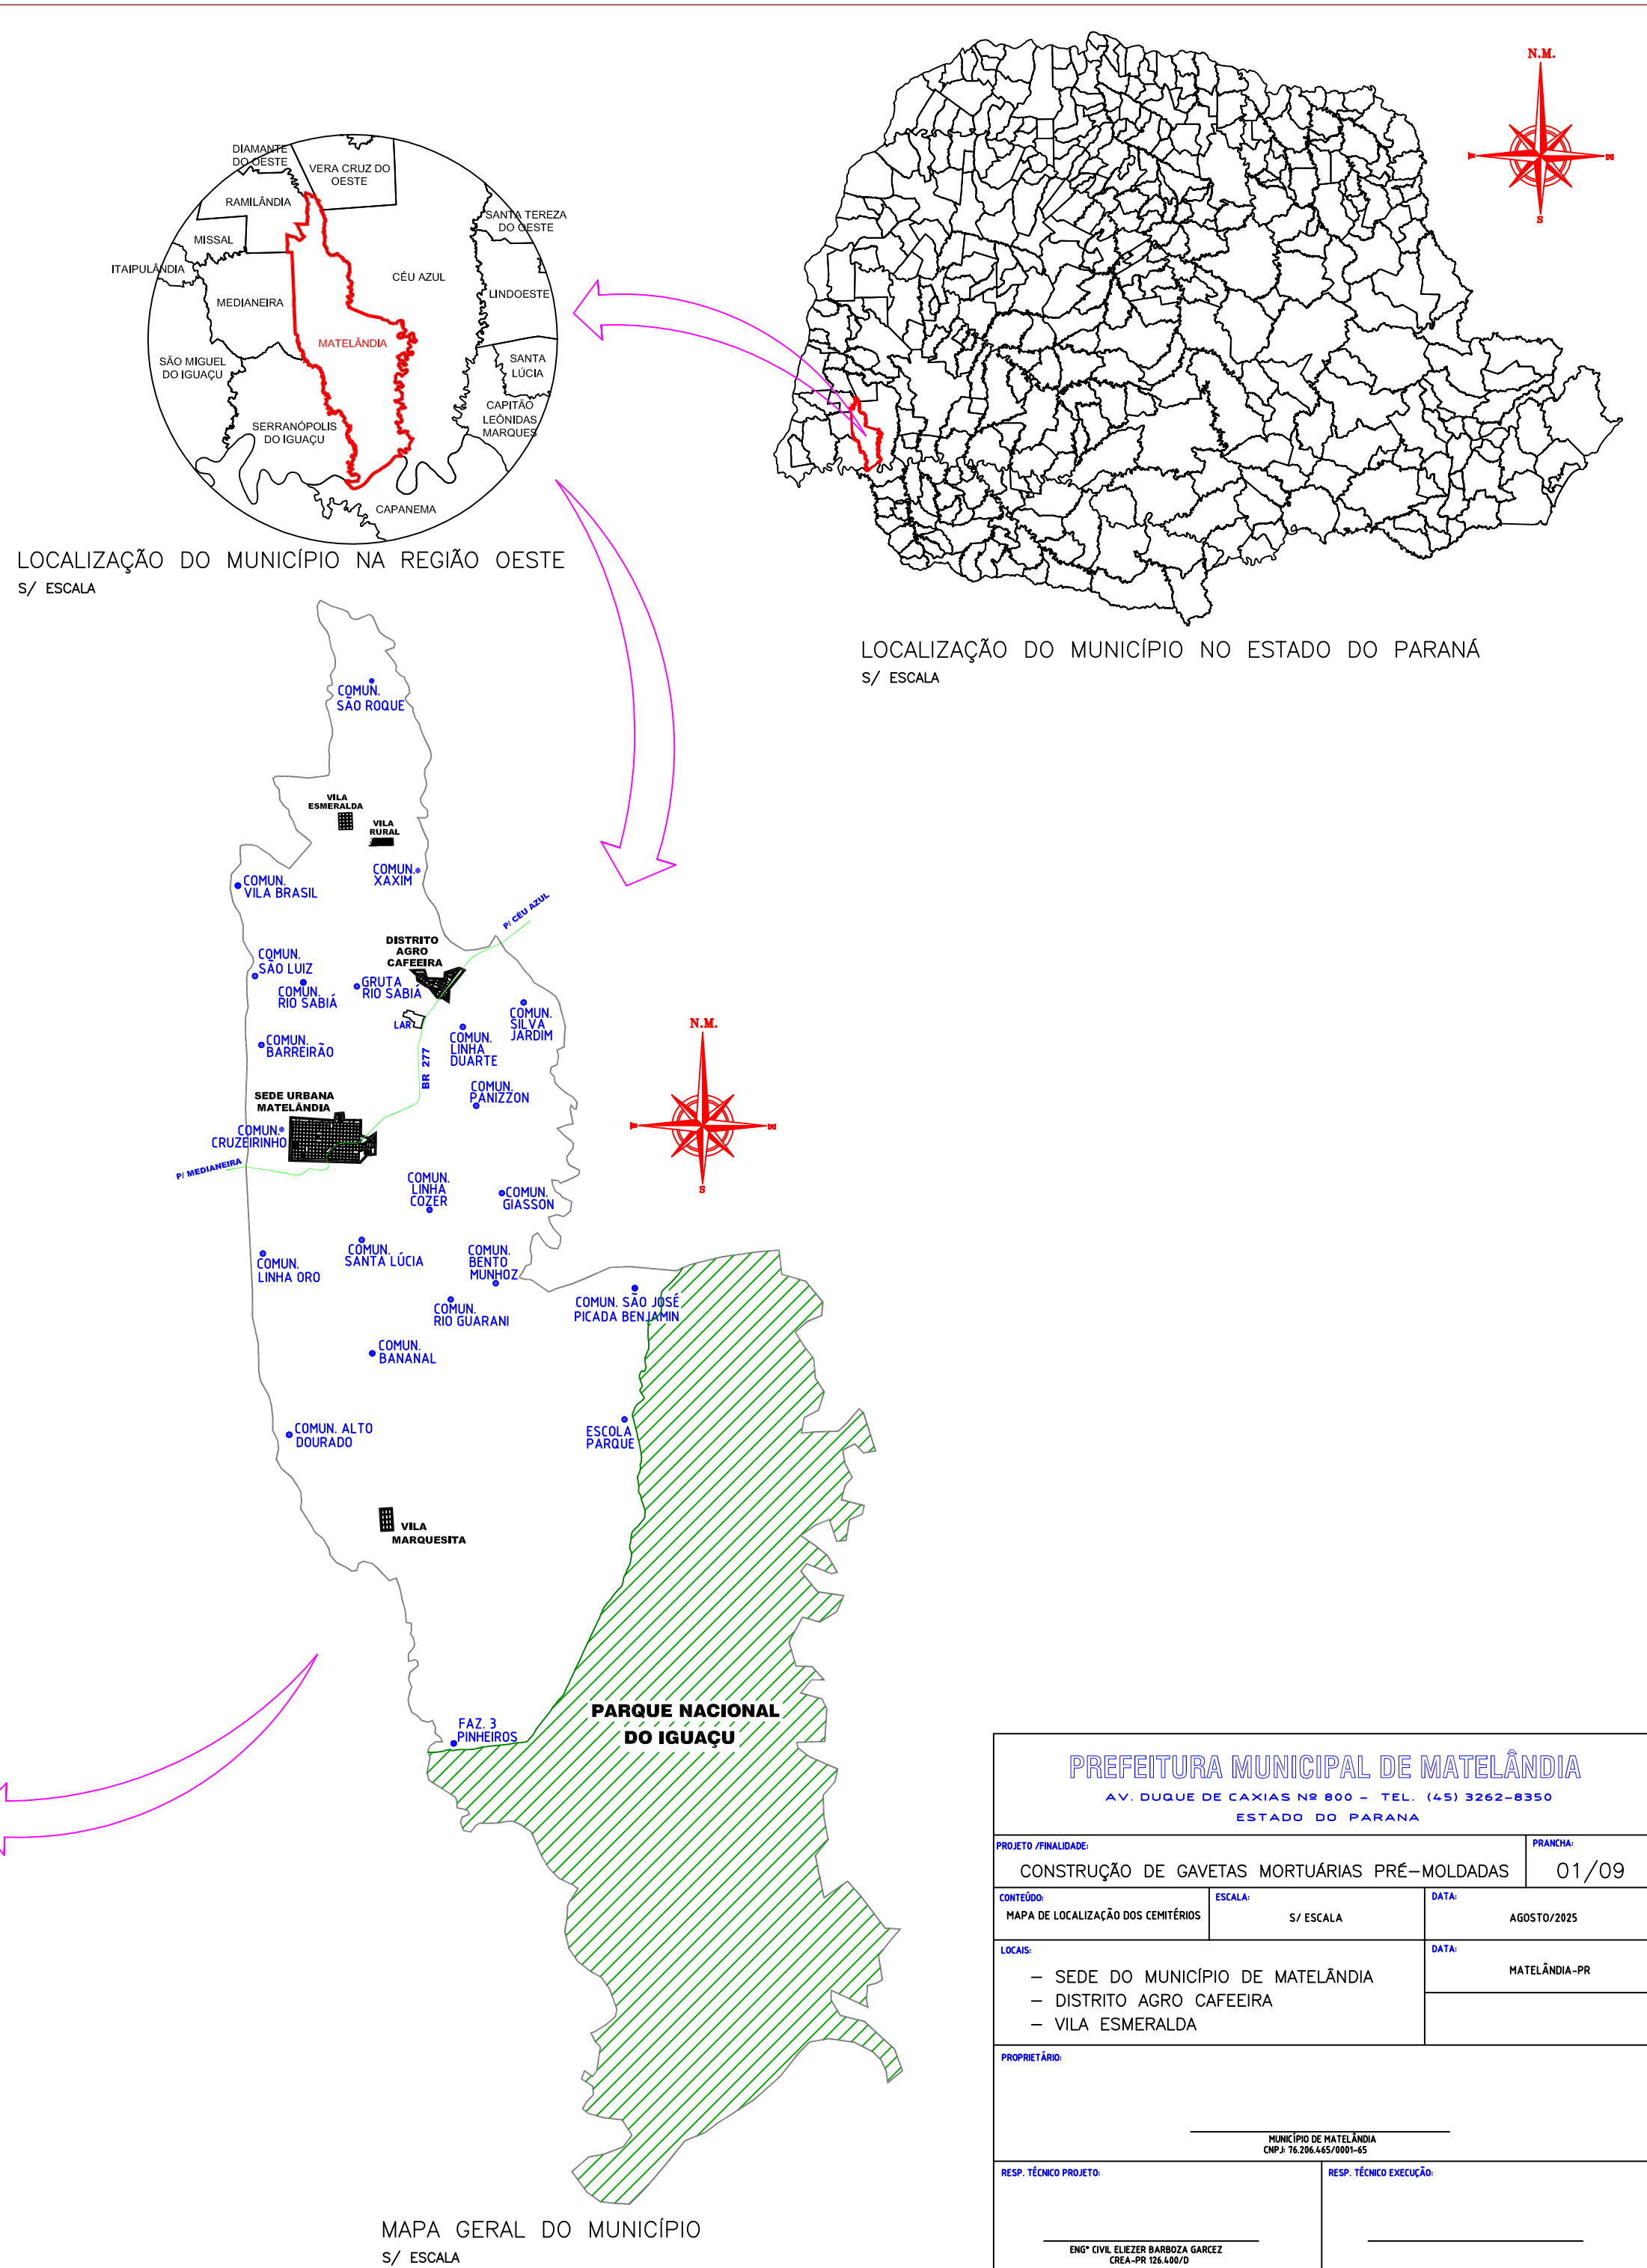 N.M.
S
DIAMANTE
DO OESTE
VERA CRUZ DO
OESTE
RAMILÂNDIA
SANTA TEREZA
DO OESTE
MISSAL
ITAIPULÂNDIA
CÉU AZUL
MEDIANEIRA
LINDOESTE
MATELÂNDIA
SÃO MIGUEL
DO IGUAÇU
SANTA
LÚCIA
CAPITÃO
LEÔNIDAS
MARQUES
SERRANÓPOLIS
DO IGUAÇU
CAPANEMA
LOCALIZAÇÃO DO MUNICÍPIO NA REGIÃO OESTE
S/ ESCALA
LOCALIZAÇÃO DO MUNICÍPIO NO ESTADO DO PARANÁ
S/ ESCALA
COMUN.
SÃO ROQUE
VILA
ESMERALDA
VILA
RURAL
COMUN.
XAXIM
COMUN.
VILA BRASIL
P/ CÉU AZUL
DISTRITO
AGRO
CAFEEIRA
COMUN.
SÃO LUIZ
COMUN.
RIO SABIÁ
GRUTA
RIO SABIÁ
LAR
COMUN.
SILVA
JARDIM
COMUN.
LINHA
DUARTE
COMUN.
BARREIRÃO
BR 277
COMUN.
PANIZZON
SEDE URBANA
MATELÂNDIA
COMUN.
CRUZEIRINHO
P/ MEDIANEIRA
N.M.
S
COMUN.
LINHA
COZER
COMUN.
GIASSON
COMUN.
SANTA LÚCIA
COMUN.
LINHA ORO
COMUN.
BENTO
MUNHOZ
COMUN.
RIO GUARANI
COMUN. SÃO JOSÉ
PICADA BENJAMIN
COMUN.
BANANAL
COMUN. ALTO
DOURADO
ESCOLA
PARQUE
VILA
MARQUESITA
PARQUE NACIONAL
DO IGUAÇU
FAZ. 3
PINHEIROS
MAPA GERAL DO MUNICÍPIO
S/ ESCALA
PREFEITURA MUNICIPAL DE MATELÂNDIA
AV. DUQUE DE CAXIAS Nº 800 - TEL. (45) 3262-8350
ESTADO DO PARANA
PROJETO /FINALIDADE:
CONSTRUÇÃO DE GAVETAS MORTUÁRIAS PRÉ-MOLDADAS
PRANCHA:
01/09
CONTEÚDO:
MAPA DE LOCALIZAÇÃO DOS CEMITÉRIOS
ESCALA:
S/ ESCALA
DATA:
AGOSTO/2025
LOCAIS:
- SEDE DO MUNICÍPIO DE MATELÂNDIA
- DISTRITO AGRO CAFEEIRA
- VILA ESMERALDA
DATA:
MATELÂNDIA-PR
PROPRIETÁRIO:
MUNICÍPIO DE MATELÂNDIA
CNPJ: 76.206.465/0001-65
RESP. TÉCNICO PROJETO:
ENG° CIVIL ELIEZER BARBOZA GARCEZ
CREA-PR 126.400/D
RESP. TÉCNICO EXECUÇÃO: